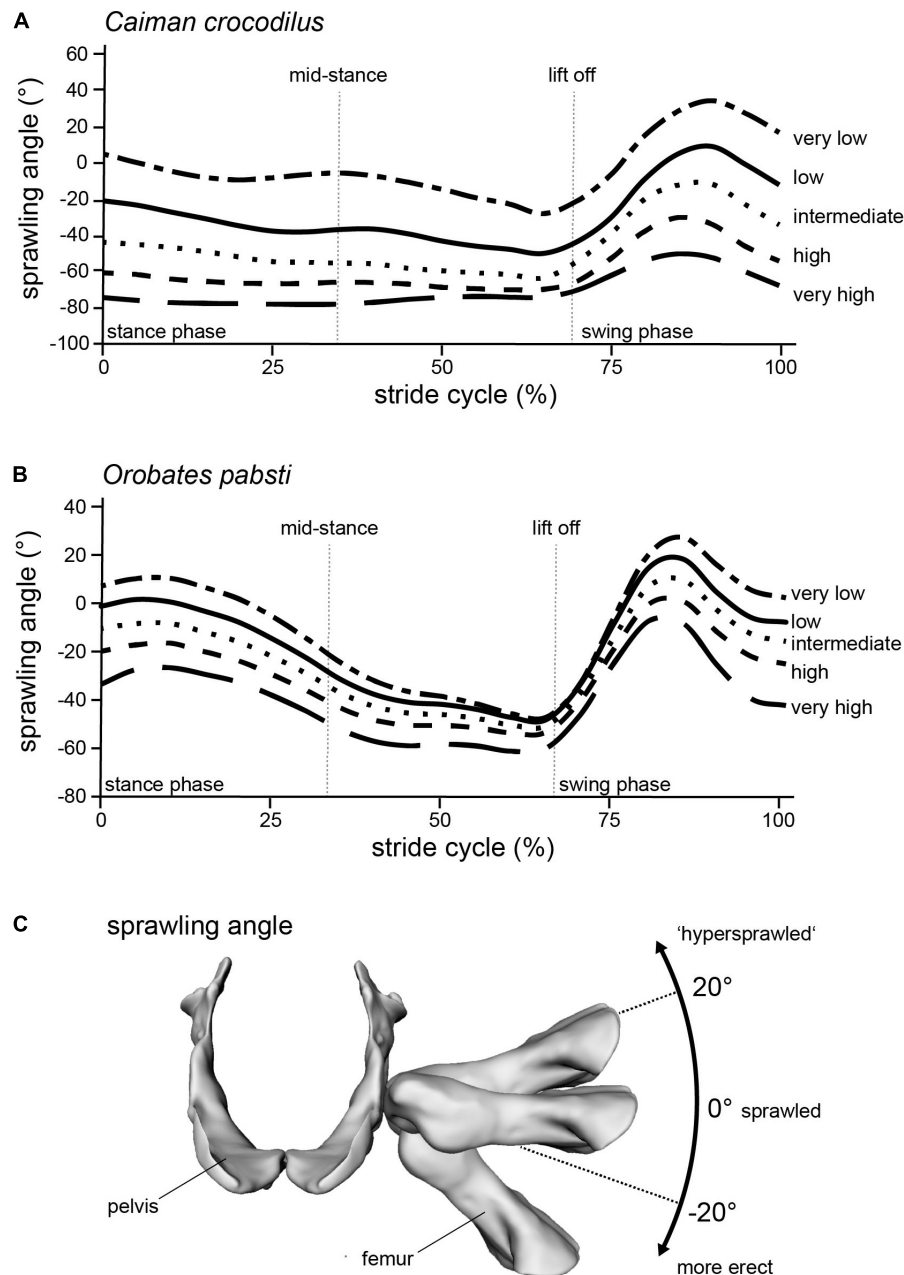 A
Caiman crocodilus
sprawling angle (°)
60
40
20
0
-20
-40
-60
-80
-100
mid-stance
lift off
very low
low
intermediate
high
very high
stance phase
swing phase
0
25
50
75
100
stride cycle (%)
B
Orobates pabsti
sprawling angle (°)
40
20
0
-20
-40
-60
-80
mid-stance
lift off
very low
low
intermediate
high
very high
stance phase
swing phase
0
25
50
75
100
stride cycle (%)
C
sprawling angle
'hypersprawled'
20°
0° sprawled
-20°
more erect
pelvis
femur